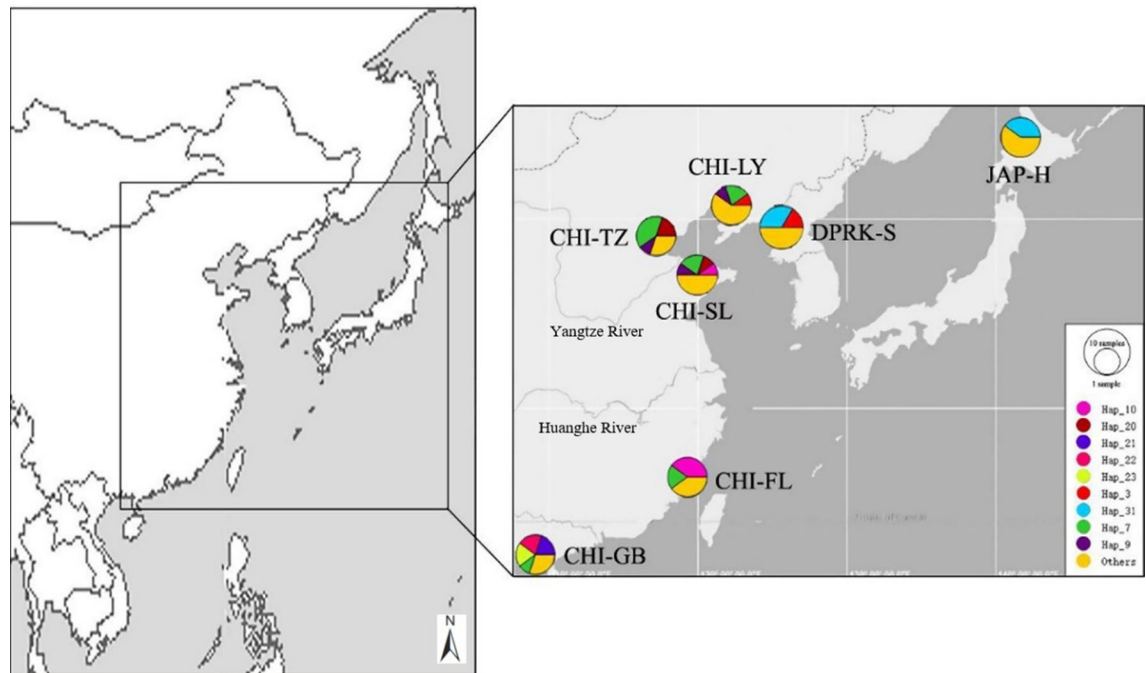 N
CHI-LY
JAP-H
CHI-TZ
DPRK-S
CHI-SL
Yangtze River
Huanghe River
CHI-FL
CHI-GB
10 samples
1 sample
Hap_10
Hap_20
Hap_21
Hap_22
Hap_23
Hap_3
Hap_31
Hap_7
Hap_9
Others